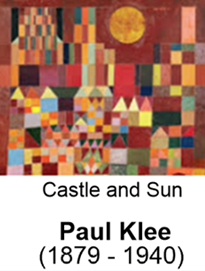 Castle and Sun
Paul Klee
(1879 - 1940)